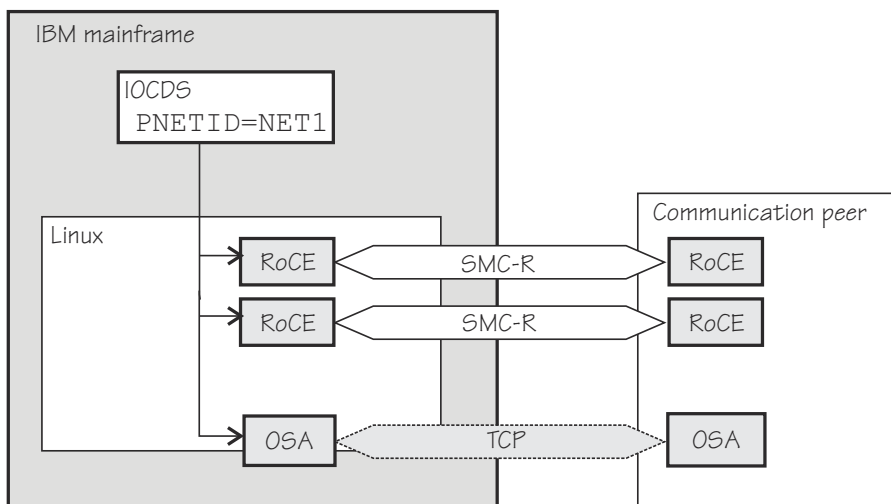 IBM mainframe
IOCDS
PNETID=NET1
Linux
Communication peer
RoCE
SMC-R
RoCE
RoCE
SMC-R
RoCE
OSA
TCP
OSA